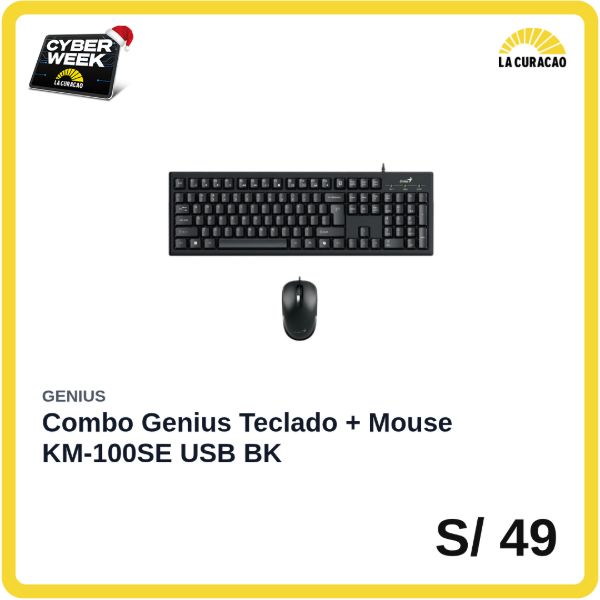 CYBER
WEEK
LA CURACAO
LA CURACAO
GENIUS
Combo Genius Teclado + Mouse
KM-100SE USB BK
S/ 49